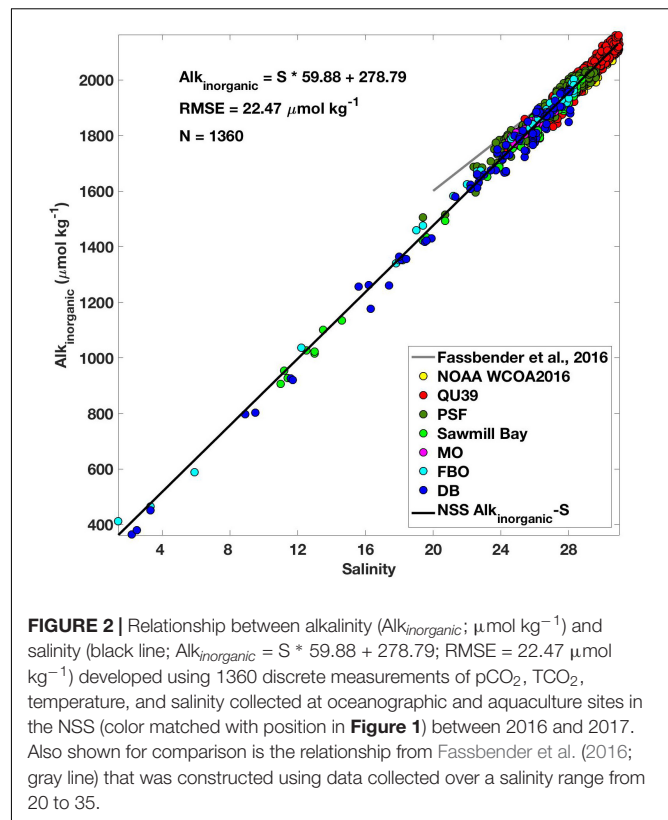 Alkinorganic = S * 59.88 + 278.79
RMSE = 22.47 μmol kg⁻¹
N = 1360
2000
1800
1600
1400
1200
1000
800
600
400
Alkinorganic (μmol kg⁻¹)
4
8
12
16
20
24
28
Salinity
Fassbender et al., 2016
NOAA WCOA2016
QU39
PSF
Sawmill Bay
MO
FBO
DB
NSS Alkinorganic-S
FIGURE 2 | Relationship between alkalinity (Alkinorganic; μmol kg⁻¹) and
salinity (black line; Alkinorganic = S * 59.88 + 278.79; RMSE = 22.47 μmol
kg⁻¹) developed using 1360 discrete measurements of pCO₂, TCO₂,
temperature, and salinity collected at oceanographic and aquaculture sites in
the NSS (color matched with position in Figure 1) between 2016 and 2017.
Also shown for comparison is the relationship from Fassbender et al. (2016;
gray line) that was constructed using data collected over a salinity range from
20 to 35.